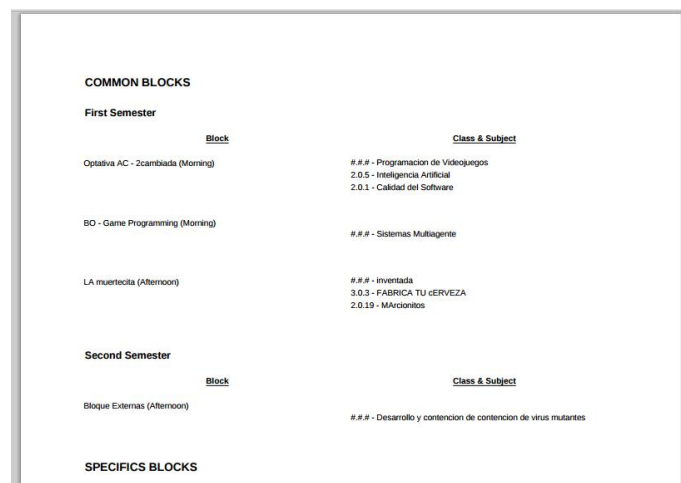 COMMON BLOCKS
First Semester
Block Class & Subject
Optativa AC - 2cambiada (Morning) #.#.# - Programacion de Videojuegos
2.0.5 - Inteligencia Artificial
2.0.1 - Calidad del Software
BO - Game Programming (Morning)
#.#.# - Sistemas Multiagente
LA muertecita (Afternoon) #.#.# - inventada
3.0.3 - FABRICA TU cERVEZA
2.0.19 - MArcionitos
Second Semester
Block Class & Subject
Bloque Externas (Afternoon)
#.#.# - Desarrollo y contencion de contencion de virus mutantes
SPECIFICS BLOCKS